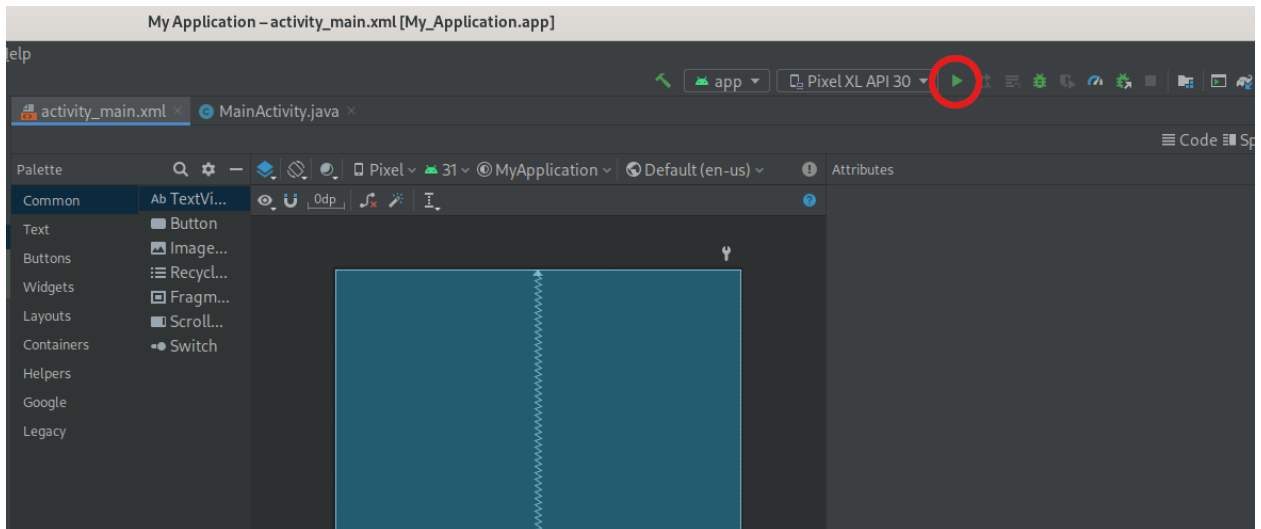 My Application – activity_main.xml [My_Application.app]
elp
app Pixel XL API 30
activity_main.xml MainActivity.java
Code Sp
Palette Pixel 31 MyApplication Default (en-us) Attributes
Common Ab TextVi... 0dp
Text Button
Buttons Image...
Widgets Recycl...
Layouts Fragm...
Containers Scroll...
Helpers Switch
Google
Legacy